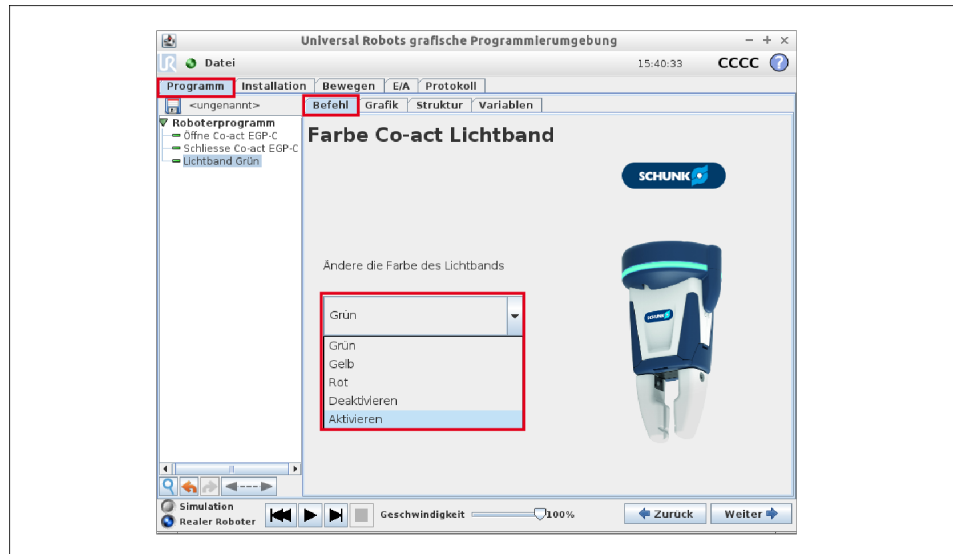 Universal Robots grafische Programmierumgebung
Datei
15:40:33
CCCC
?
Programm
Installation
Bewegen
E/A
Protokoll
<ungenannt>
Befehl
Grafik
Struktur
Variablen
Roboterprogramm
Öffne Co-act EGP-C
Schliesse Co-act EGP-C
Lichtband Grün
Farbe Co-act Lichtband
SCHUNK
Ändere die Farbe des Lichtbands
Grün
Grün
Gelb
Rot
Deaktivieren
Aktivieren
SCHUNK
Simulation
Realer Roboter
Geschwindigkeit
100%
Zurück
Weiter